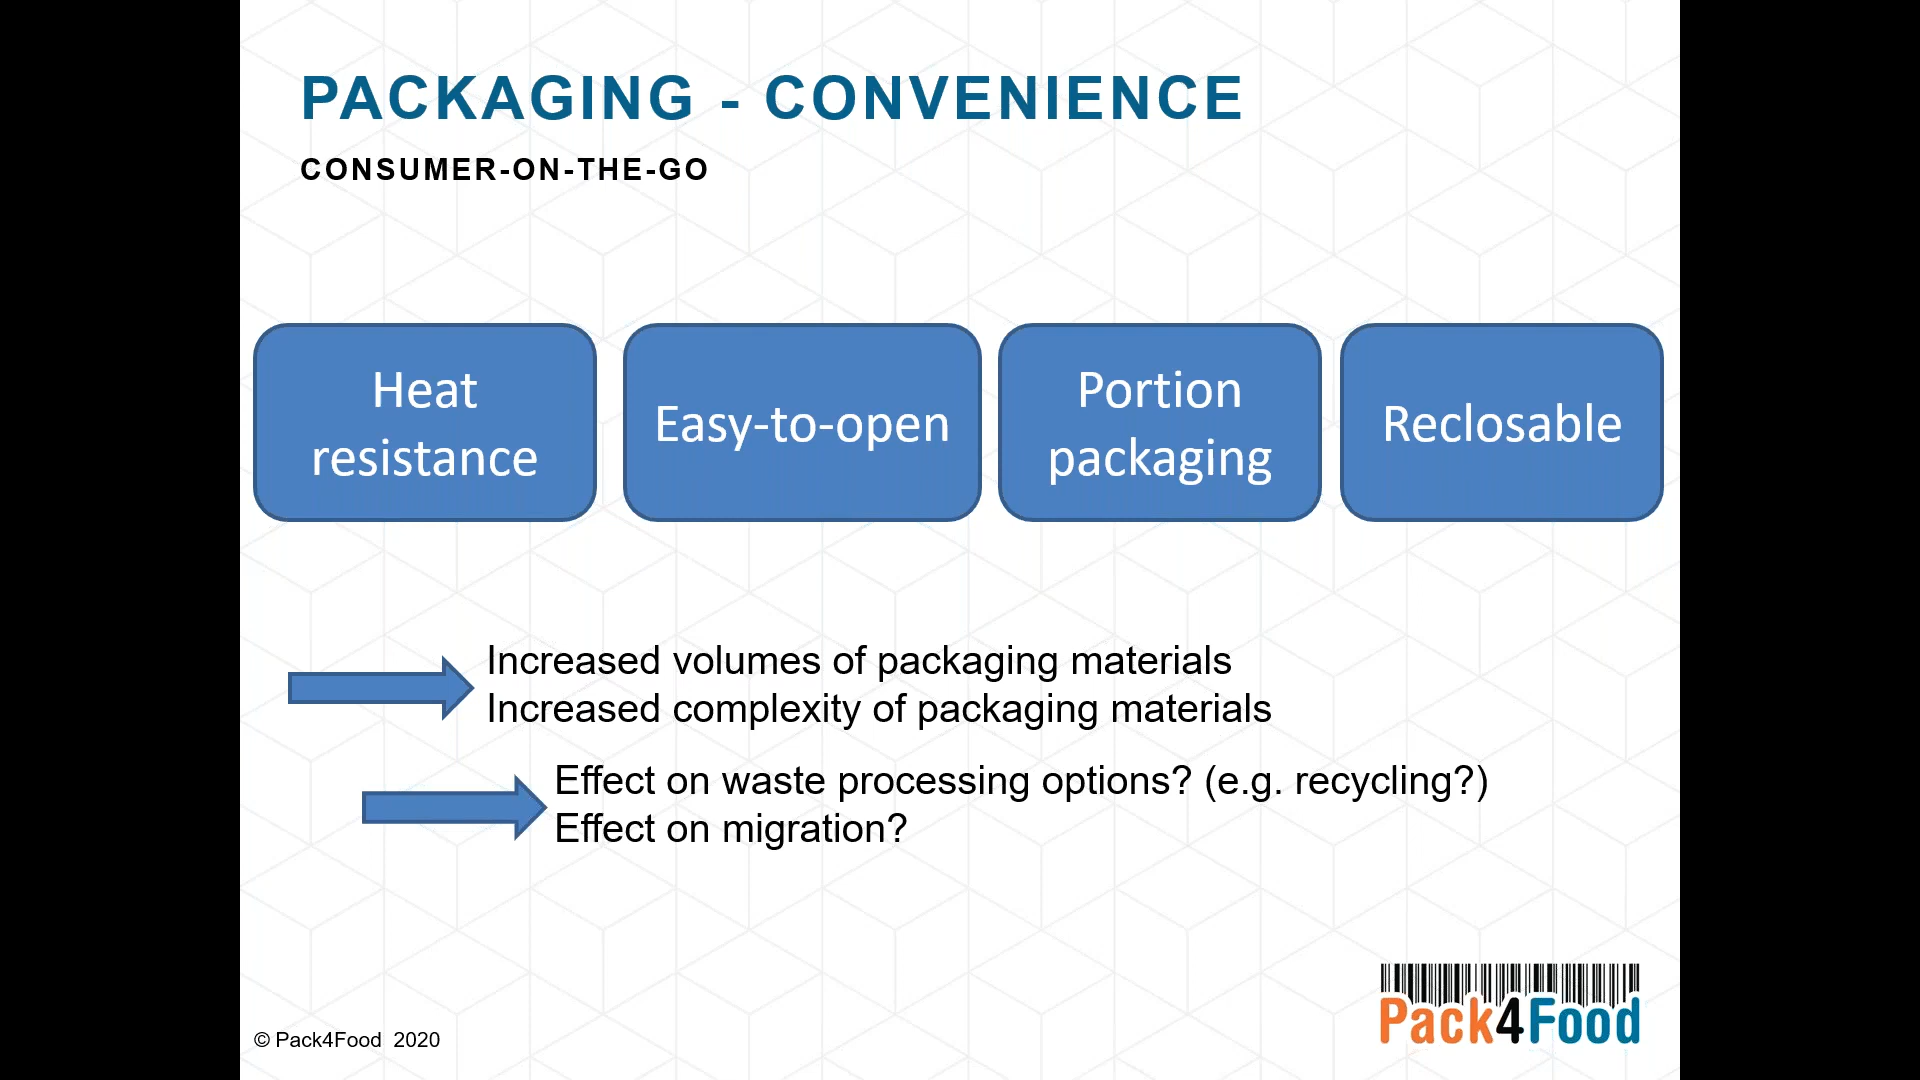 PACKAGING - CONVENIENCE
CONSUMER-ON-THE-GO
Heat
resistance
Easy-to-open
Portion
packaging
Reclosable
Increased volumes of packaging materials
Increased complexity of packaging materials
Effect on waste processing options? (e.g. recycling?)
Effect on migration?
© Pack4Food 2020
Pack4Food